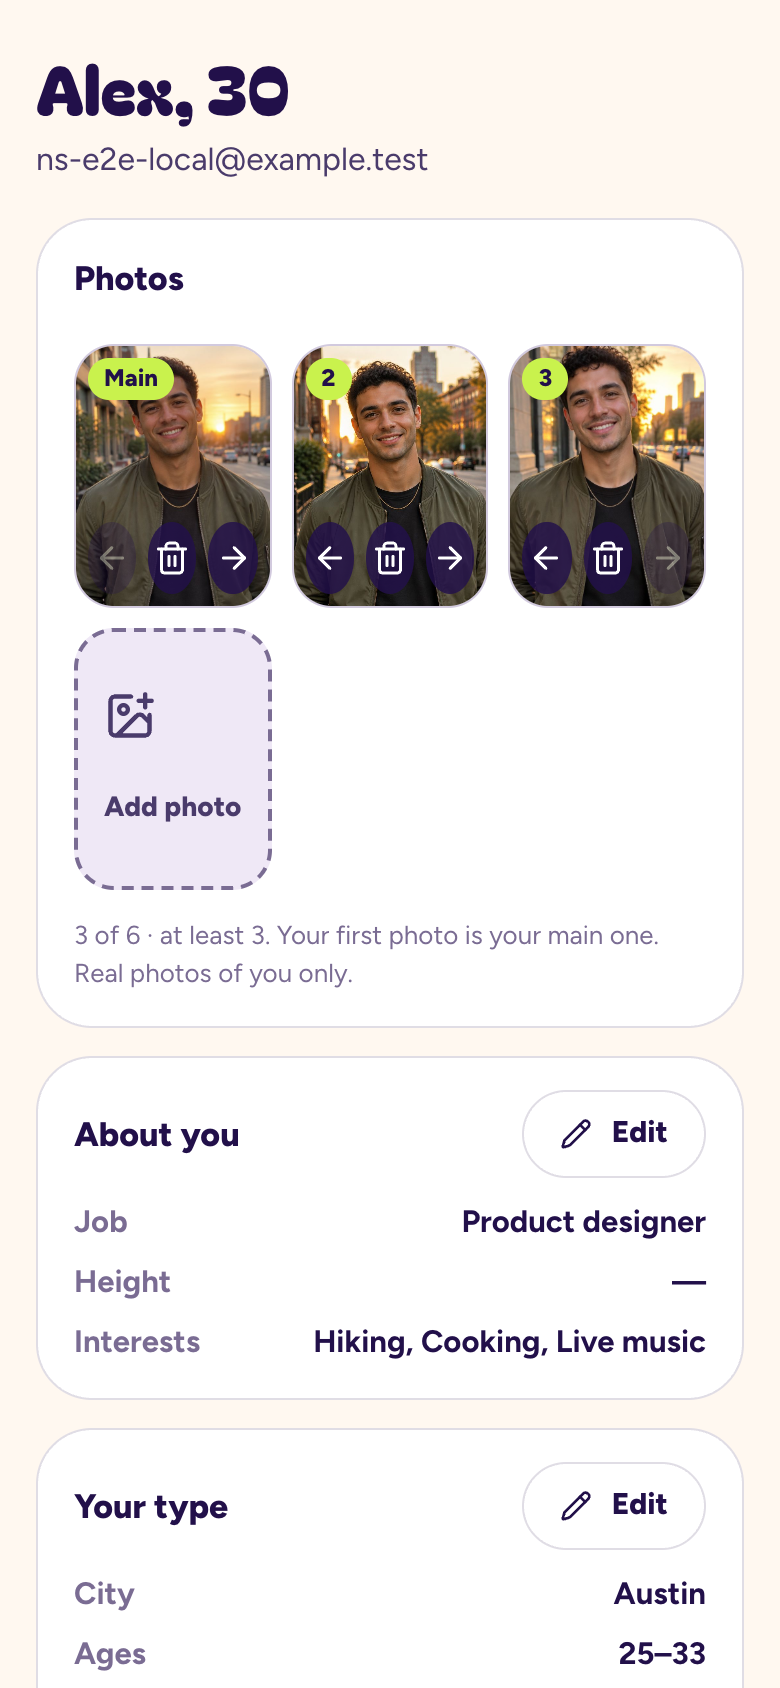 Alex, 30
ns-e2e-local@example.test
Photos
Main
2
3
Add photo
3 of 6 · at least 3. Your first photo is your main one.
Real photos of you only.
About you
Edit
Job
Product designer
Height
—
Interests
Hiking, Cooking, Live music
Your type
Edit
City
Austin
Ages
25–33